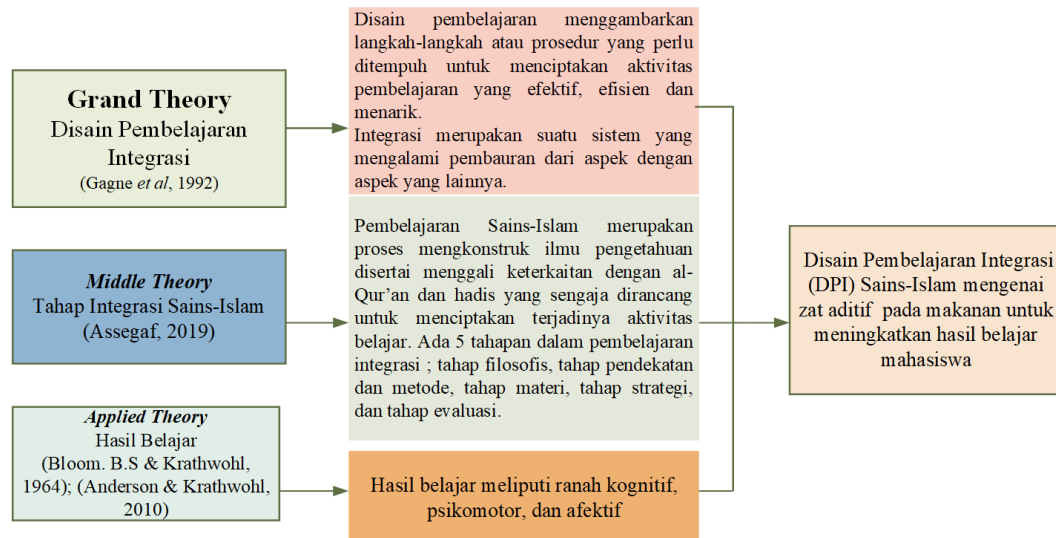 Grand Theory
Disain Pembelajaran
Integrasi
(Gagne et al, 1992)
Disain pembelajaran menggambarkan
langkah-langkah atau prosedur yang perlu
ditempuh untuk menciptakan aktivitas
pembelajaran yang efektif, efisien dan
menarik.
Integrasi merupakan suatu sistem yang
mengalami pembauran dari aspek dengan
aspek yang lainnya.
Middle Theory
Tahap Integrasi Sains-Islam
(Assegaf, 2019)
Pembelajaran Sains-Islam merupakan
proses mengkonstruk ilmu pengetahuan
disertai menggali keterkaitan dengan al-
Qur’an dan hadis yang sengaja dirancang
untuk menciptakan terjadinya aktivitas
belajar. Ada 5 tahapan dalam pembelajaran
integrasi ; tahap filosofis, tahap pendekatan
dan metode, tahap materi, tahap strategi,
dan tahap evaluasi.
Applied Theory
Hasil Belajar
(Bloom. B.S & Krathwohl,
1964); (Anderson & Krathwohl,
2010)
Hasil belajar meliputi ranah kognitif,
psikomotor, dan afektif
Disain Pembelajaran Integrasi
(DPI) Sains-Islam mengenai
zat aditif pada makanan untuk
meningkatkan hasil belajar
mahasiswa